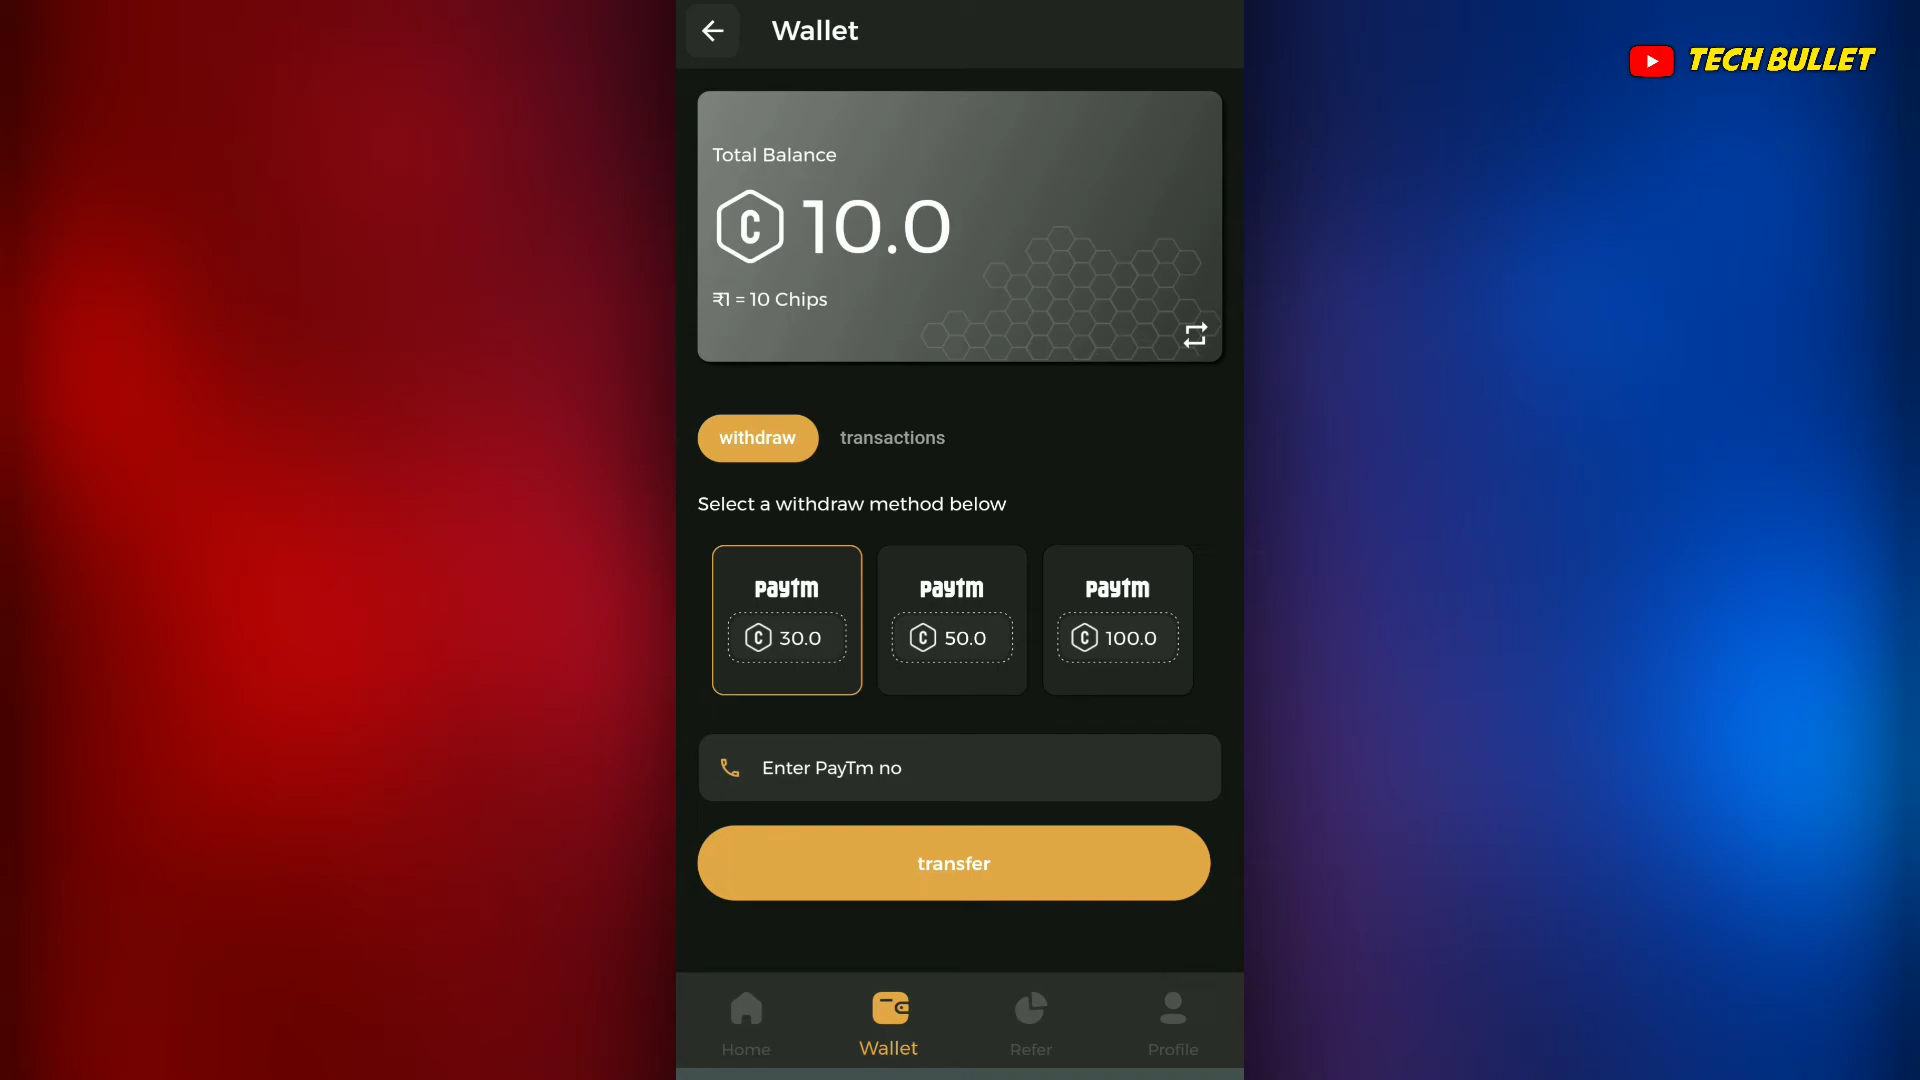 Wallet
TECH BULLET
Total Balance
C 10.0
₹1 = 10 Chips
withdraw transactions
Select a withdraw method below
paytm paytm paytm
C 30.0 C 50.0 C 100.0
Enter PayTm no
transfer
Home Wallet Refer Profile